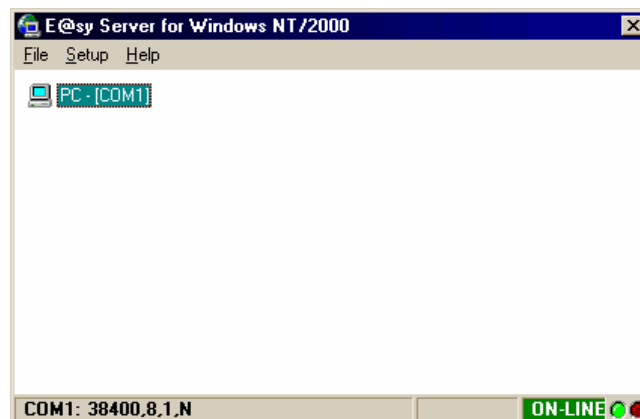 E@sy Server for Windows NT/2000
File Setup Help
PC - [COM1]
COM1: 38400,8,1,N ON-LINE